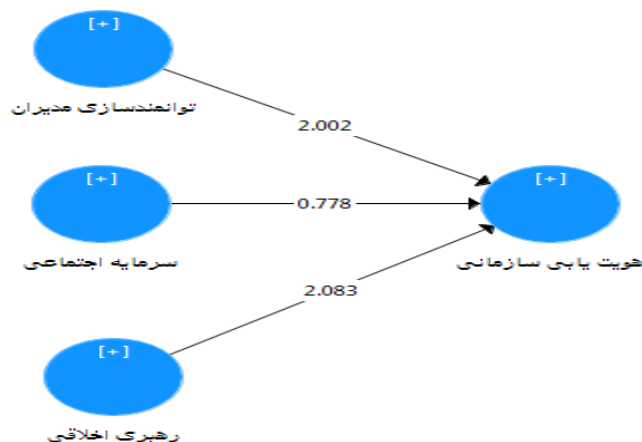 [+]
توانمندسازی مدیران
2.002
[+]
[+]
0.778
سرمایه اجتماعی
هویت یابی سازمانی
2.083
[+]
رهبری اخلاقی